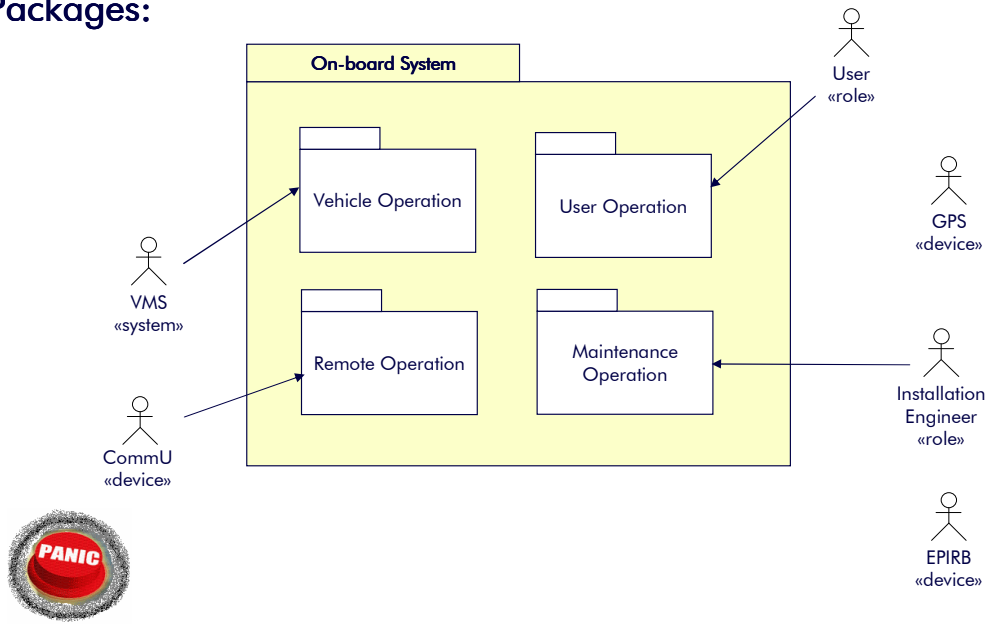 Packages:
On-board System
User
«role»
Vehicle Operation
User Operation
GPS
«device»
VMS
«system»
Remote Operation
Maintenance
Operation
Installation
Engineer
«role»
CommU
«device»
PANIC
EPIRB
«device»